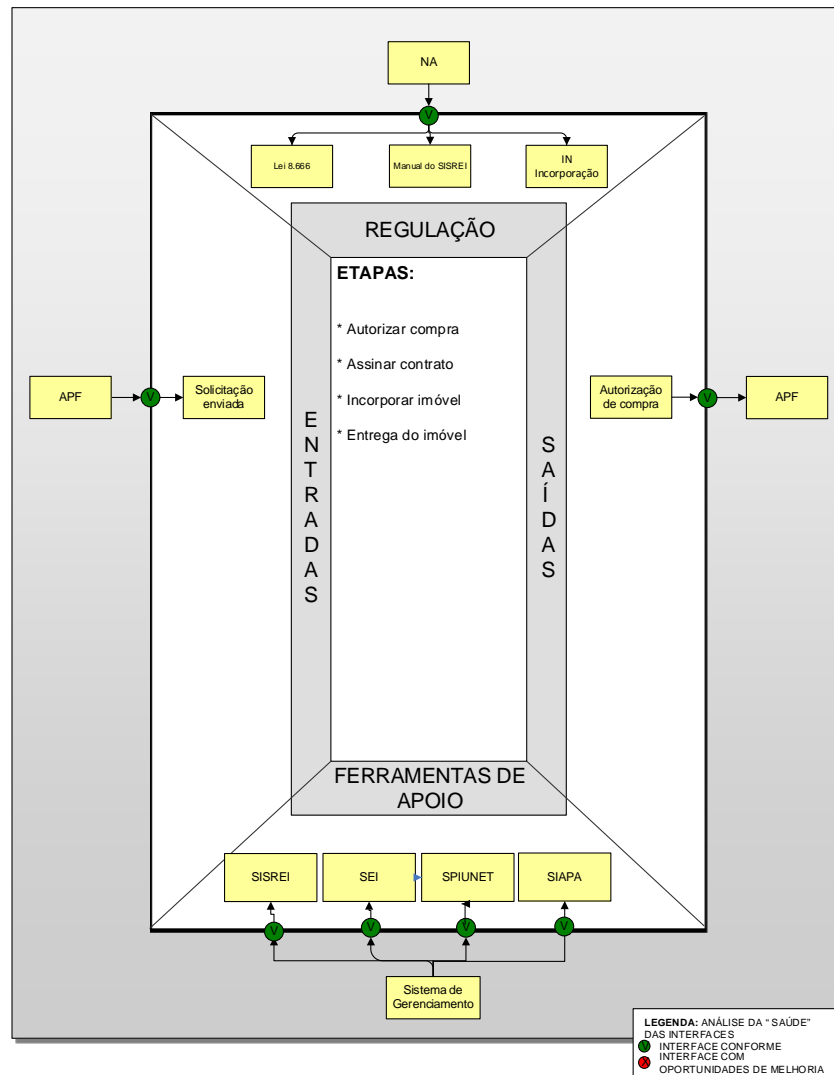 NA
V
Lei 8.666
Manual do SISREI
IN
Incorporação
REGULAÇÃO
ETAPAS:
* Autorizar compra
* Assinar contrato
* Incorporar imóvel
* Entrega do imóvel
APF
V
Solicitação
enviada
ENTRADAS
SAÍDAS
Autorização
de compra
V
APF
FERRAMENTAS DE
APOIO
SISREI
SEI
SPIUNET
SIAPA
V
V
V
V
Sistema de
Gerenciamento
LEGENDA: ANÁLISE DA “ SAÚDE”
DAS INTERFACES
V INTERFACE CONFORME
X INTERFACE COM
OPORTUNIDADES DE MELHORIA